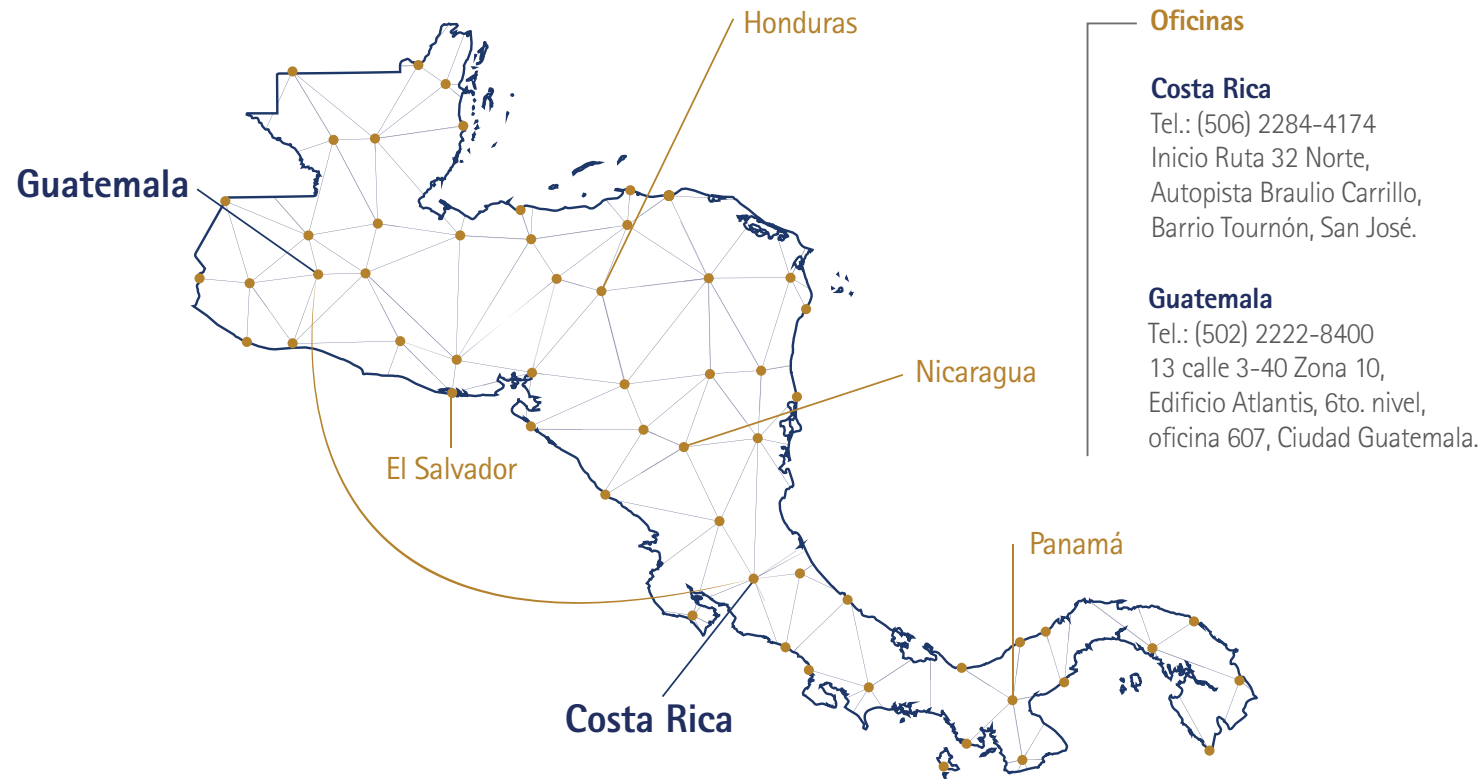 Honduras
Guatemala
Nicaragua
El Salvador
Panamá
Costa Rica
Oficinas
Costa Rica
Tel.: (506) 2284-4174
Inicio Ruta 32 Norte,
Autopista Braulio Carrillo,
Barrio Tournón, San José.
Guatemala
Tel.: (502) 2222-8400
13 calle 3-40 Zona 10,
Edificio Atlantis, 6to. nivel,
oficina 607, Ciudad Guatemala.